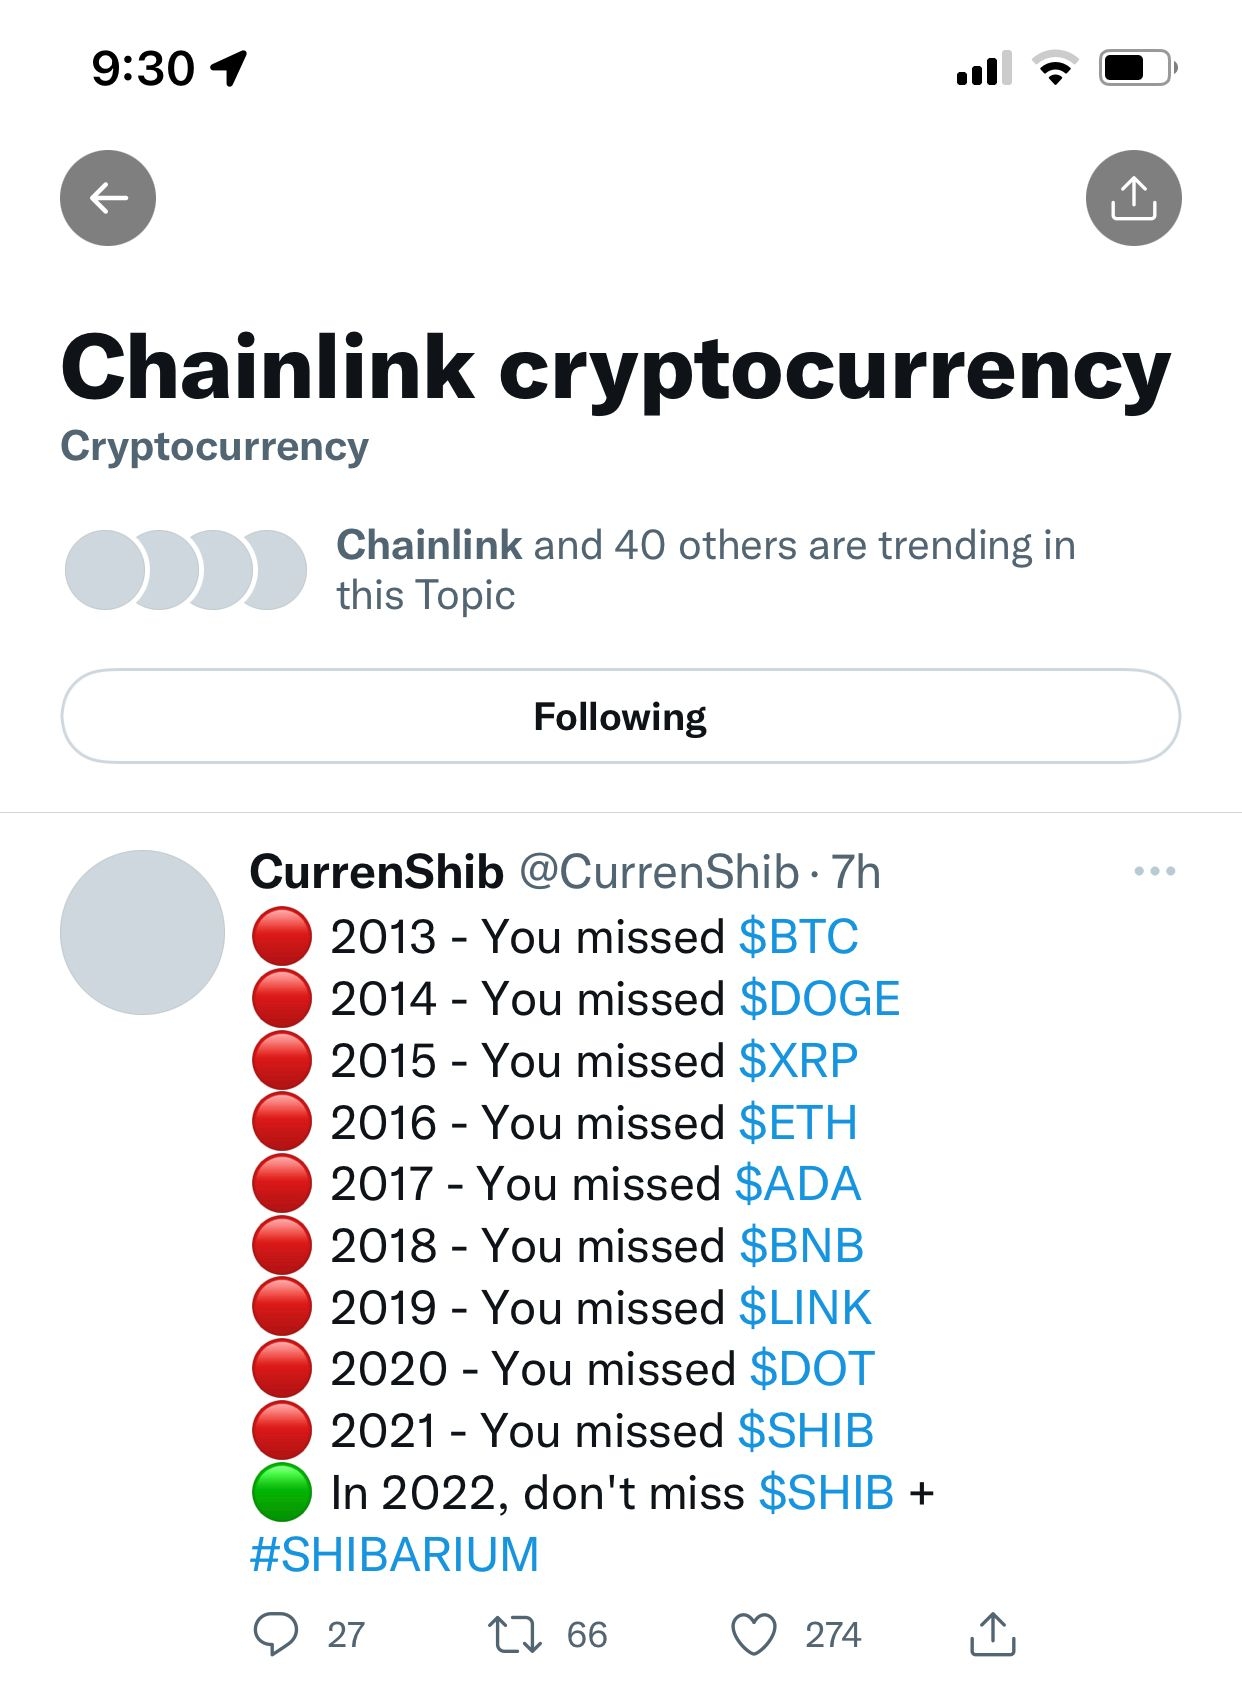 9:30
Chainlink cryptocurrency
Cryptocurrency
Chainlink and 40 others are trending in
this Topic
Following
CurrenShib @CurrenShib · 7h
🔴 2013 - You missed $BTC
🔴 2014 - You missed $DOGE
🔴 2015 - You missed $XRP
🔴 2016 - You missed $ETH
🔴 2017 - You missed $ADA
🔴 2018 - You missed $BNB
🔴 2019 - You missed $LINK
🔴 2020 - You missed $DOT
🔴 2021 - You missed $SHIB
🟢 In 2022, don't miss $SHIB +
#SHIBARIUM
27 66 274